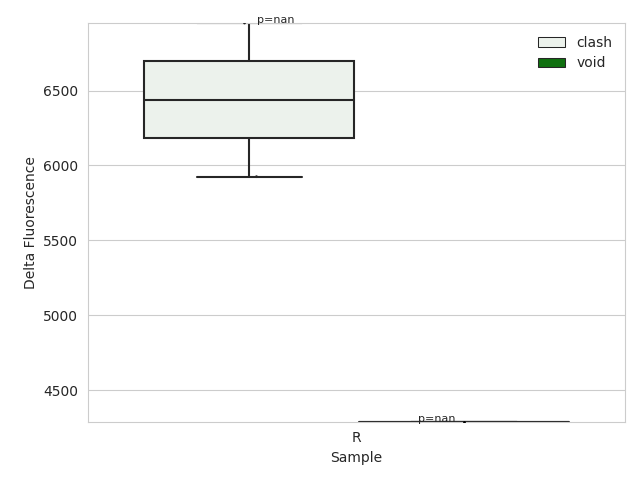 p=nan
clash
void
6500
6000
5500
5000
4500
Delta Fluorescence
p=nan
R
Sample